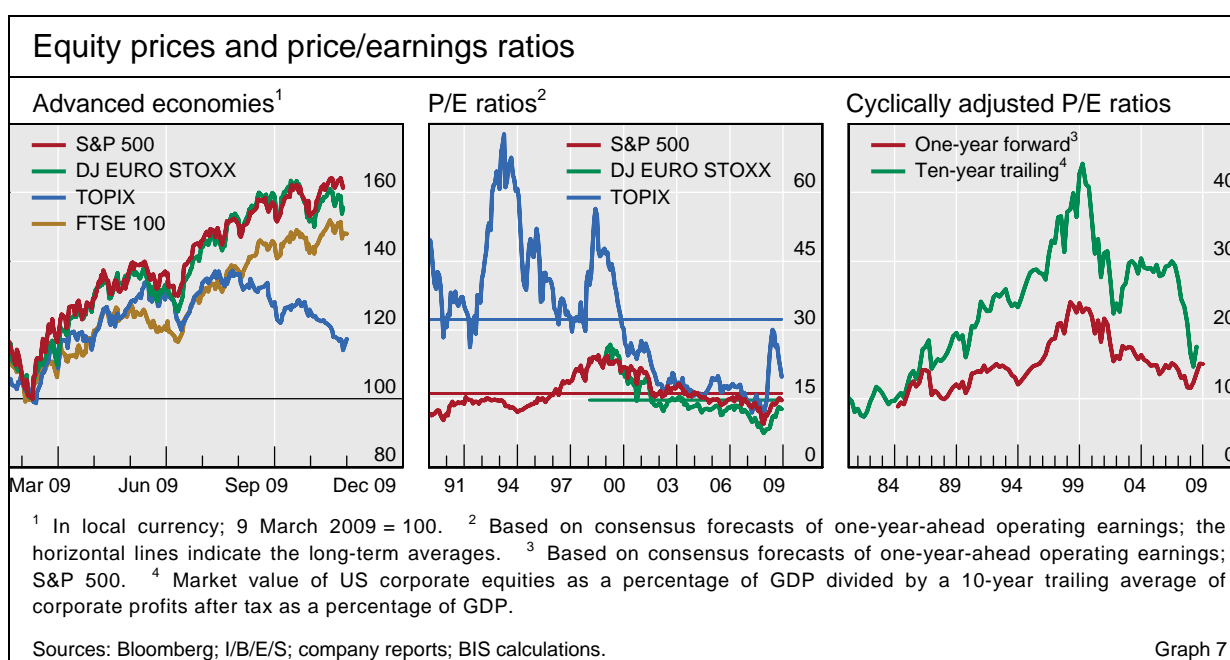 Equity prices and price/earnings ratios
Advanced economies1
S&P 500
DJ EURO STOXX
TOPIX
FTSE 100
160
140
120
100
80
Mar 09 Jun 09 Sep 09 Dec 09
P/E ratios2
S&P 500
DJ EURO STOXX
TOPIX
60
45
30
15
0
91 94 97 00 03 06 09
Cyclically adjusted P/E ratios
One-year forward3
Ten-year trailing4
40
30
20
10
0
84 89 94 99 04 09
1 In local currency; 9 March 2009 = 100. 2 Based on consensus forecasts of one-year-ahead operating earnings; the
horizontal lines indicate the long-term averages. 3 Based on consensus forecasts of one-year-ahead operating earnings;
S&P 500. 4 Market value of US corporate equities as a percentage of GDP divided by a 10-year trailing average of
corporate profits after tax as a percentage of GDP.
Sources: Bloomberg; I/B/E/S; company reports; BIS calculations. Graph 7